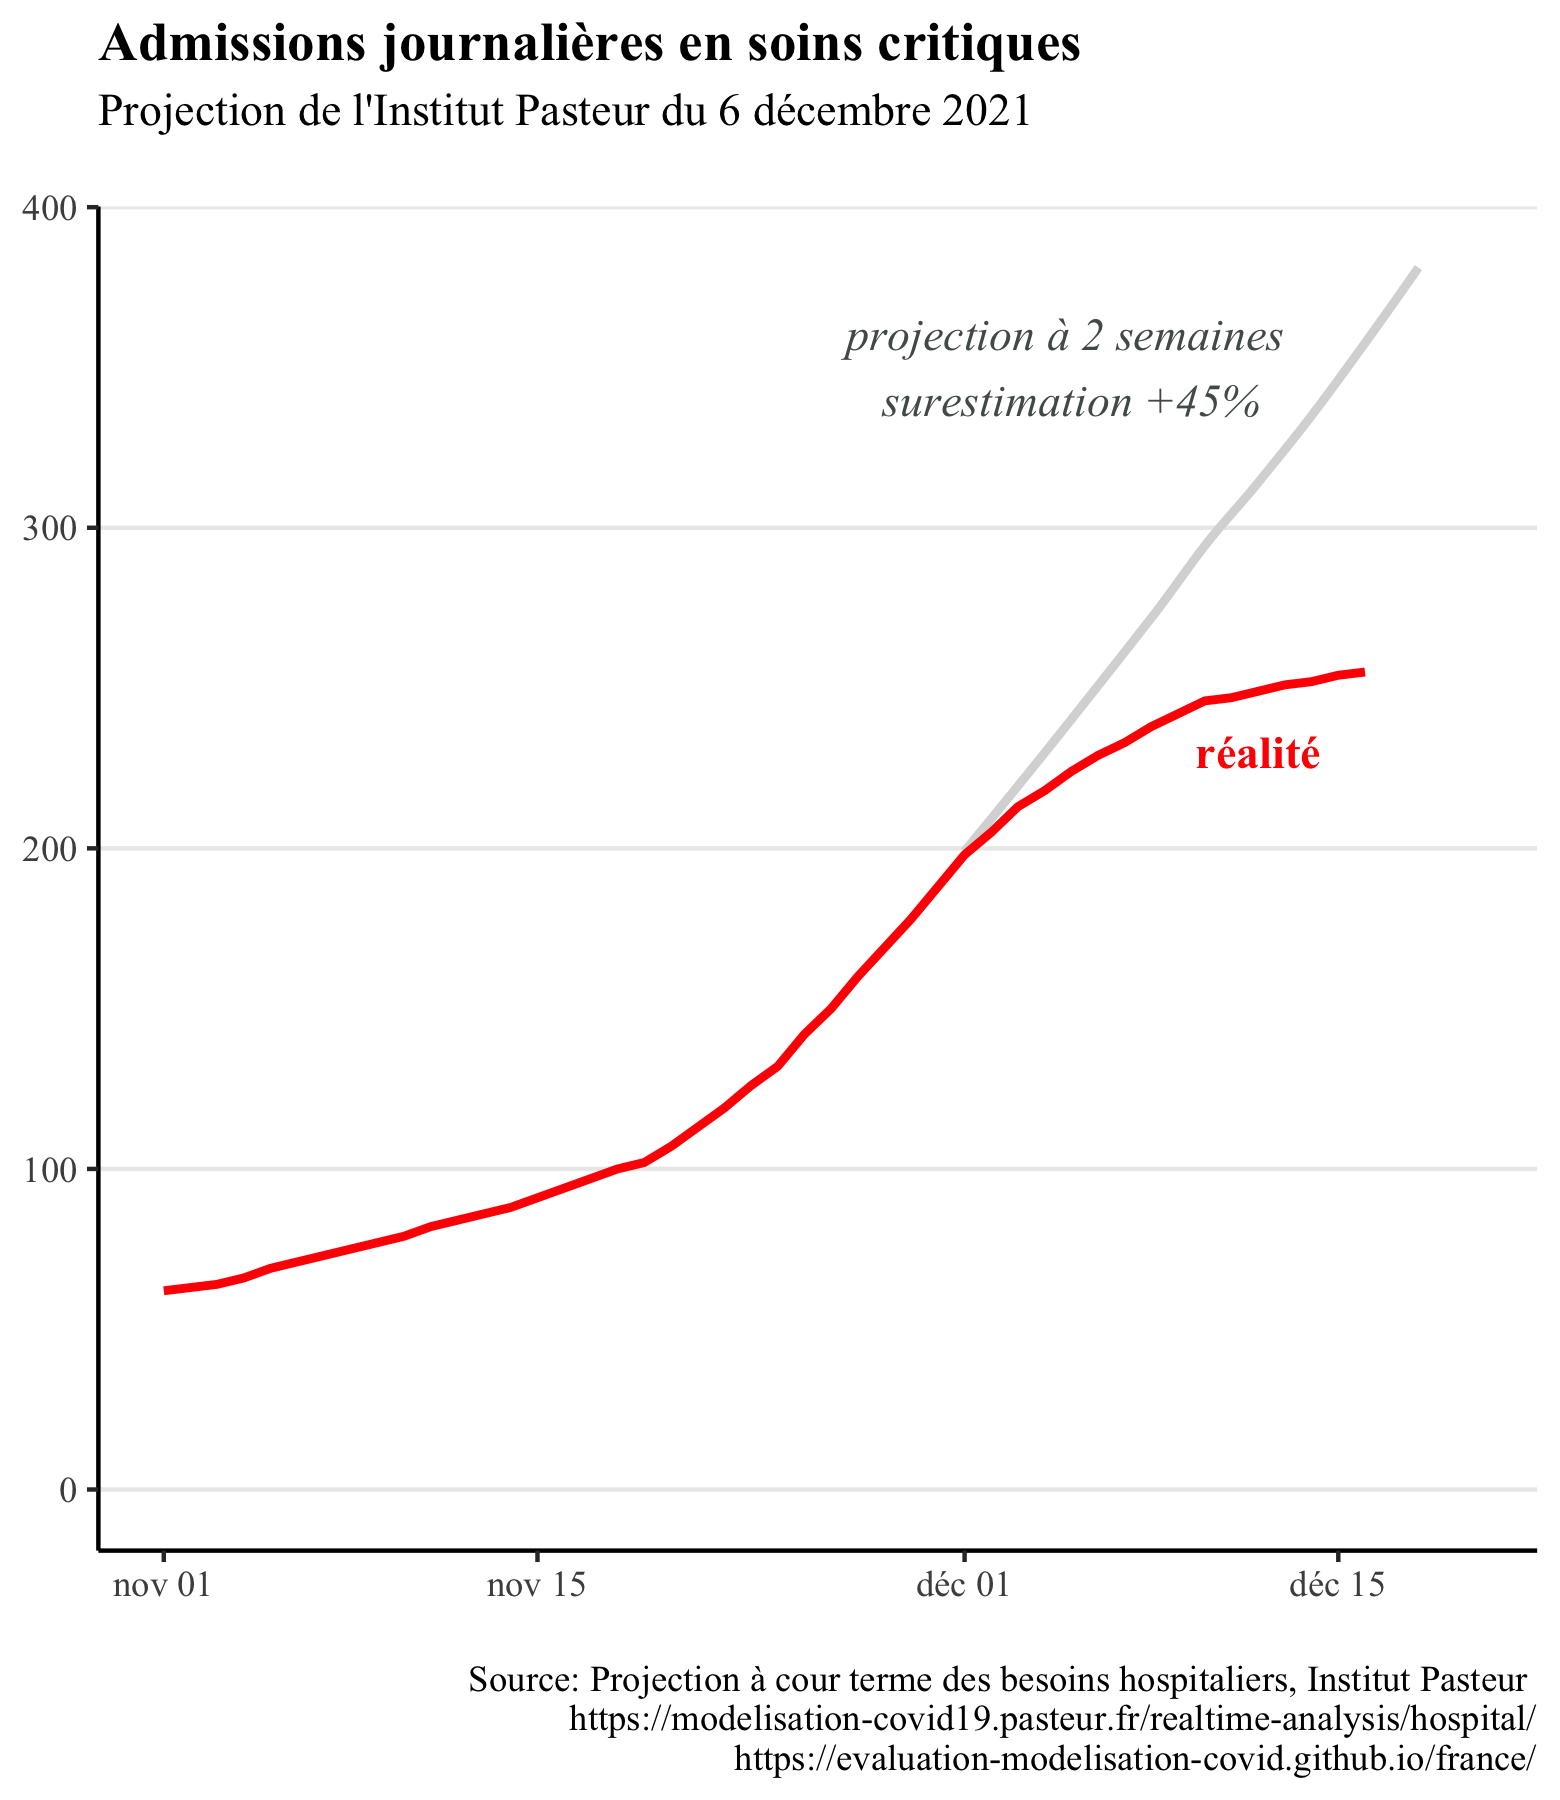 Admissions journalières en soins critiques
Projection de l'Institut Pasteur du 6 décembre 2021
400
projection à 2 semaines
surestimation +45%
300
réalité
200
100
0
nov 01
nov 15
déc 01
déc 15
Source: Projection à cour terme des besoins hospitaliers, Institut Pasteur
https://modelisation-covid19.pasteur.fr/realtime-analysis/hospital/
https://evaluation-modelisation-covid.github.io/france/